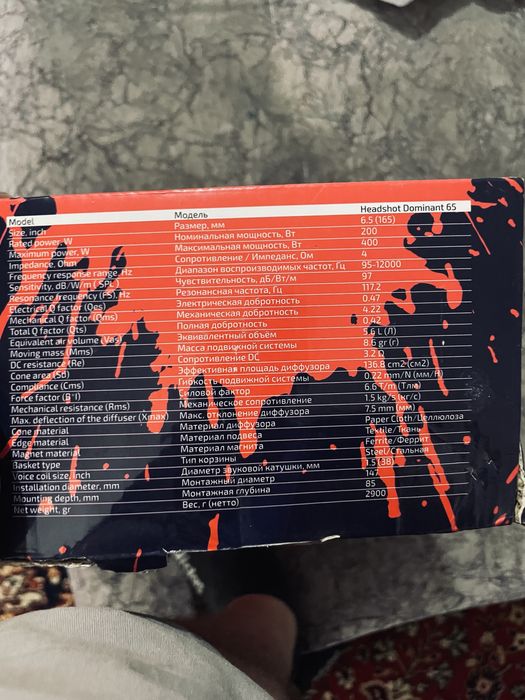 Model Модель Headshot Dominant 65
Size, inch Размер, мм 6.5 (165)
Rated power, W Номинальная мощность, Вт 200
Maximum power, W Максимальная мощность, Вт 400
Impedance, Ohm Сопротивление / Импеданс, Ом 4
Frequency response range, Hz Диапазон воспроизводимых частот, Гц 95-12000
Sensitivity, dB/W/m ( SPL ) Чувствительность, дБ/Вт/м 97
Resonance frequency (FS), Hz Резонансная частота, Гц 117.2
Electrical Q factor (Qes) Электрическая добротность 0.47
Mechanical Q factor (Qms) Механическая добротность 4.22
Total Q factor (Qts) Полная добротность 0,42
Equivalent air volume (Vas) Эквивалентный объём 5.6 L (Л)
Moving mass (Mms) Масса подвижной системы 8.6 gr (г)
DC resistance (Re) Сопротивление DC 3.2 Ω
Cone area (Sd) Эффективная площадь диффузора 136.8 cm2 (см2)
Compliance (Cms) Гибкость подвижной системы 0.22 mm/N (мм/Н)
Force factor (B*l) Силовой фактор 6.6 T/m (Тлм)
Mechanical resistance (Rms) Механическое сопротивление 1.5 kg/s (кг/с)
Max. deflection of the diffuser (Xmax) Макс. отклонение диффузора 7.5 mm (мм)
Cone material Материал диффузора Paper Cloth/Целлюлоза
Edge material Материал подвеса Textile/Ткань
Magnet material Материал магнита Ferrite/Феррит
Basket type Тип корзины Steel/Стальная
Voice coil size, inch Диаметр звуковой катушки, мм 1.5 (38)
Installation diameter, mm Монтажный диаметр 147
Mounting depth, mm Монтажная глубина 85
Net weight, gr Вес, г (нетто) 2900